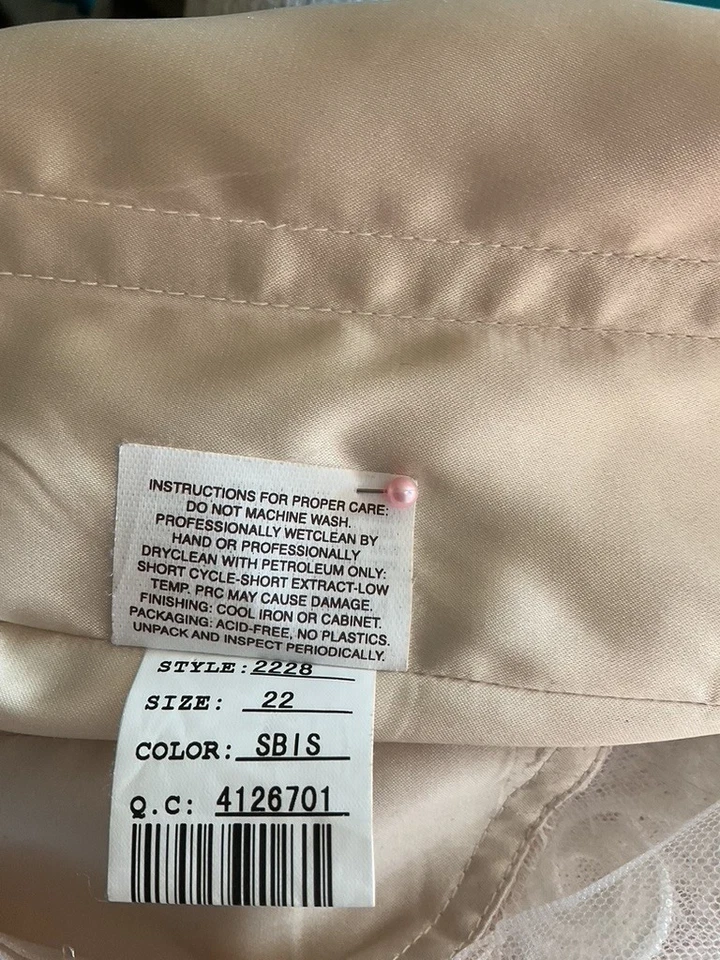 INSTRUCTIONS FOR PROPER CARE:
DO NOT MACHINE WASH.
PROFESSIONALLY WETCLEAN BY
HAND OR PROFESSIONALLY
DRYCLEAN WITH PETROLEUM ONLY:
SHORT CYCLE-SHORT EXTRACT-LOW
TEMP. PRC MAY CAUSE DAMAGE.
FINISHING: COOL IRON OR CABINET.
PACKAGING: ACID-FREE, NO PLASTICS.
UNPACK AND INSPECT PERIODICALLY.
STYLE: 2228
SIZE: 22
COLOR: SBIS
Q.C: 4126701